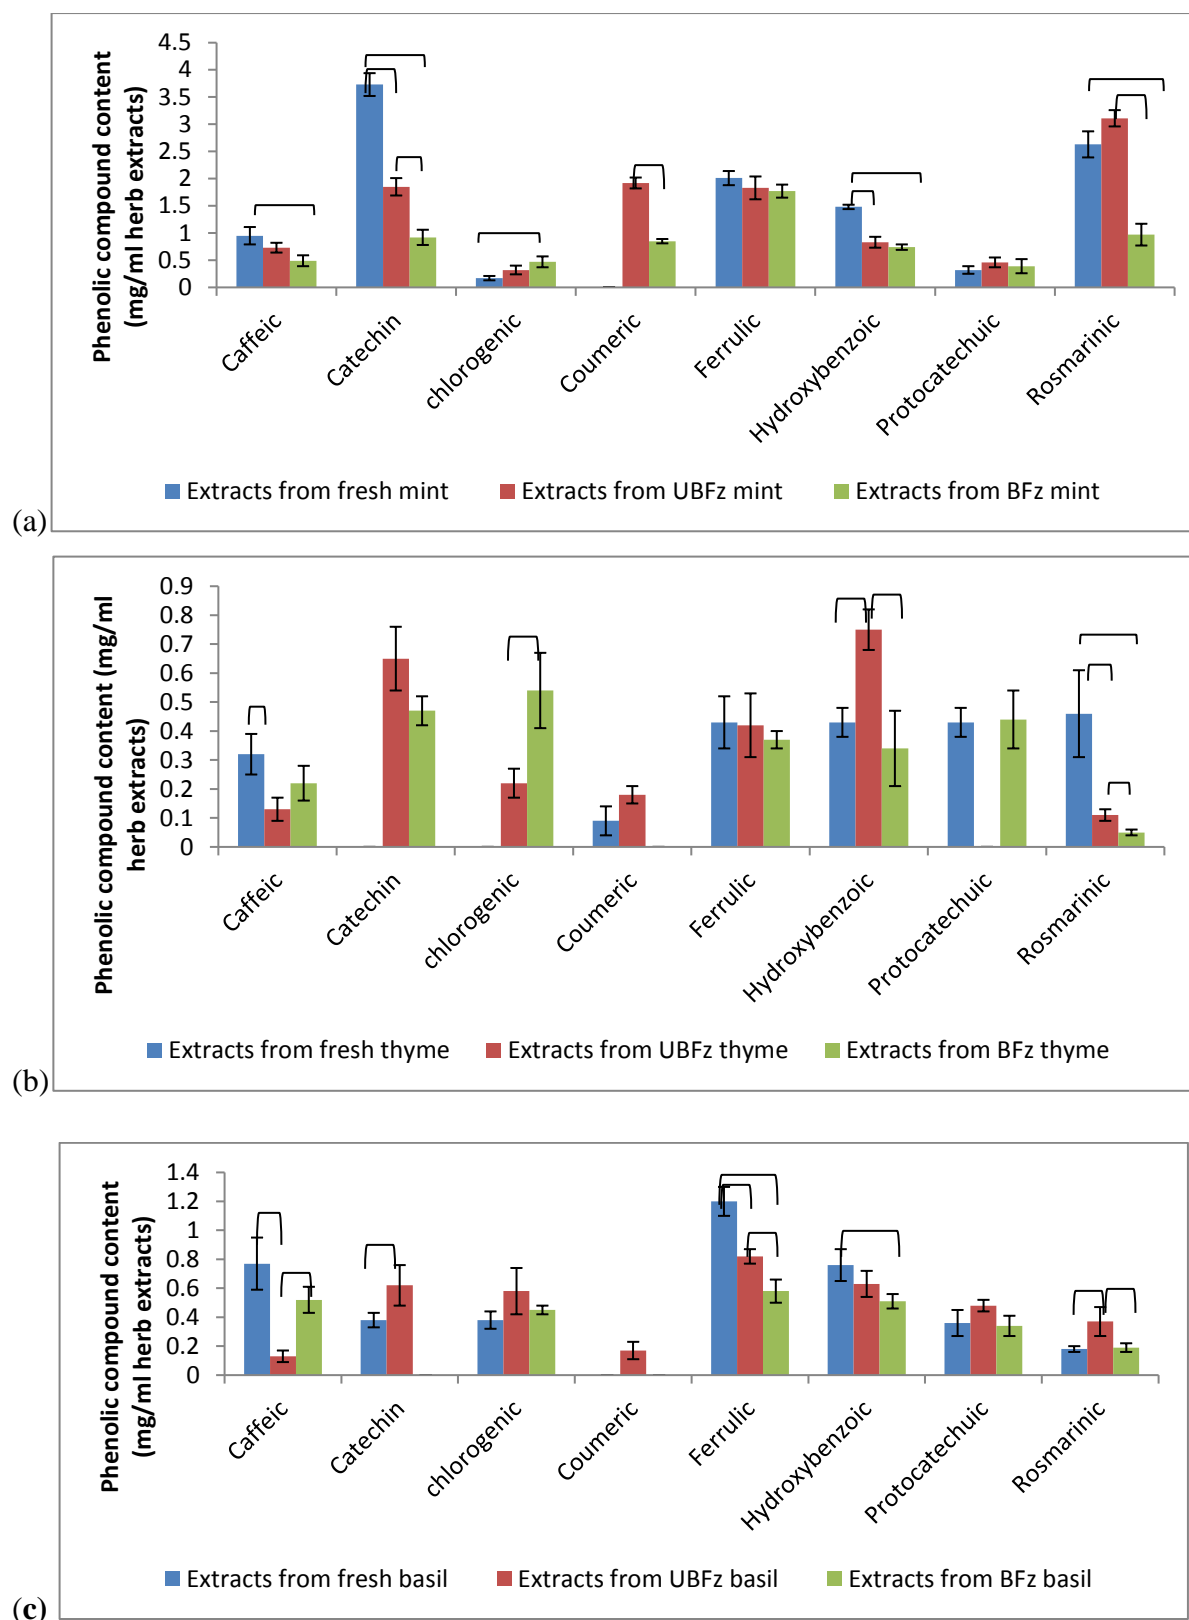 Phenolic compound content
(mg/ml herb extracts)
4.5
4
3.5
3
2.5
2
1.5
1
0.5
0
Caffeic
Catechin
chlorogenic
Coumeric
Ferrulic
Hydroxybenzoic
Protocatechuic
Rosmarinic
Extracts from fresh mint Extracts from UBFz mint Extracts from BFz mint
(a)
Phenolic compound content (mg/ml
herb extracts)
0.9
0.8
0.7
0.6
0.5
0.4
0.3
0.2
0.1
0
Caffeic
Catechin
chlorogenic
Coumeric
Ferrulic
Hydroxybenzoic
Protocatechuic
Rosmarinic
Extracts from fresh thyme Extracts from UBFz thyme Extracts from BFz thyme
(b)
Phenolic compound content
(mg/ml herb extracts)
1.4
1.2
1
0.8
0.6
0.4
0.2
0
Caffeic
Catechin
chlorogenic
Coumeric
Ferrulic
Hydroxybenzoic
Protocatechuic
Rosmarinic
Extracts from fresh basil Extracts from UBFz basil Extracts from BFz basil
(c)